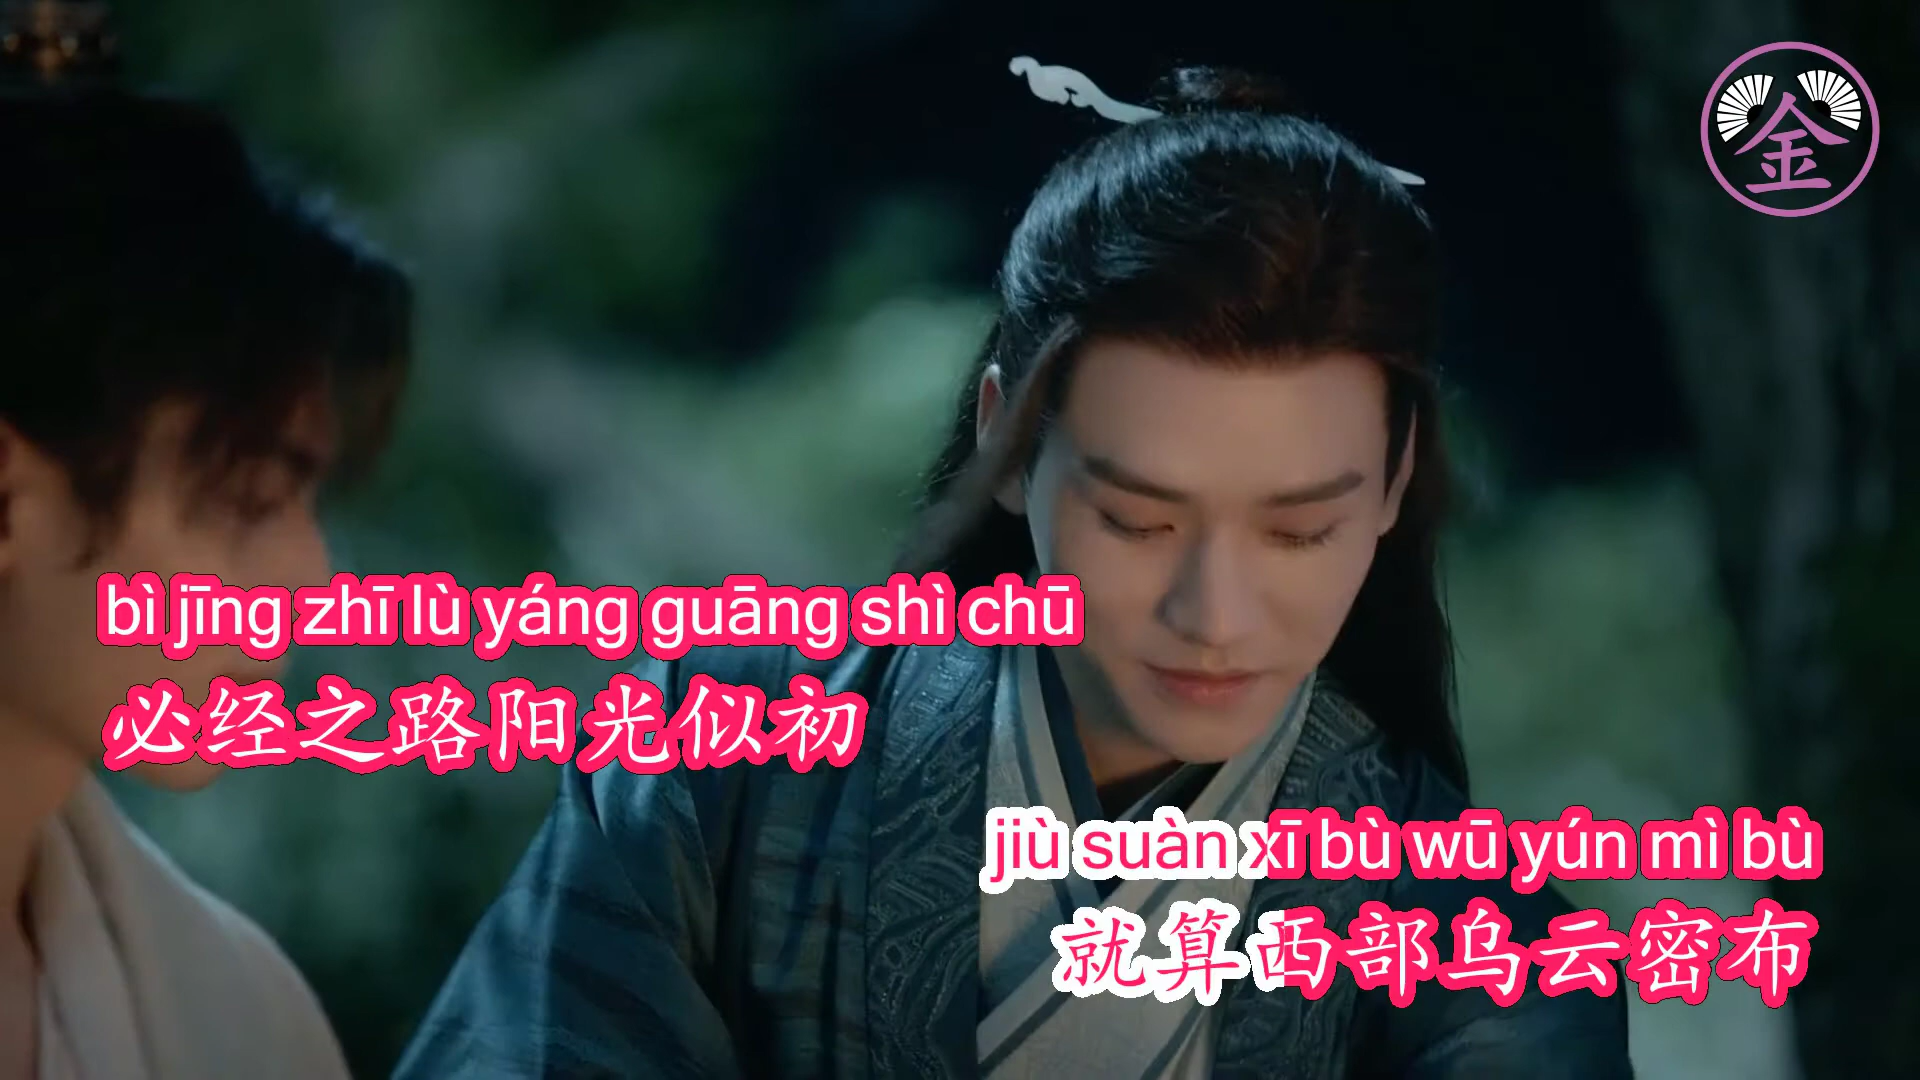 金
bì jīng zhī lù yáng guāng shì chū
必经之路阳光似初
jiù suàn xī bù wū yún mì bù
就算西部乌云密布